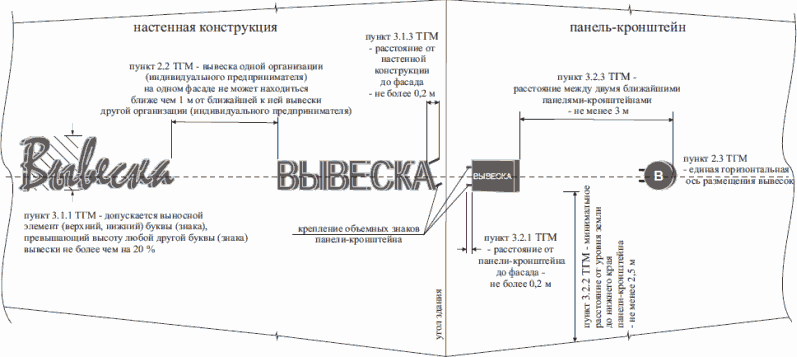 настенная конструкция
панель-кронштейн
пункт 2.2 ТГМ - вывеска одной организации
(индивидуального предпринимателя)
на одном фасаде не может находиться
ближе чем 1 м от ближайшей к ней вывески
другой организации (индивидуального предпринимателя)
пункт 3.1.3 ТГМ
- расстояние от
настенной
конструкции
до фасада
- не более 0,2 м
пункт 3.2.3 ТГМ -
расстояние между двумя ближайшими
панелями-кронштейнами
- не менее 3 м
Вывеска
ВЫВЕСКА
ВЫВЕСКА
В
пункт 2.3 ТГМ
- единая горизонтальная
ось размещения вывесок
пункт 3.1.1 ТГМ - допускается выносной
элемент (верхний, нижний) буквы (знака),
превышающий высоту любой другой буквы (знака)
вывески не более чем на 20 %
крепление объемных знаков
панели-кронштейна
пункт 3.2.1 ТГМ
- расстояние от
панели-кронштейна
до фасада -
не более 0,2 м
пункт 3.2.2 ТГМ - минимальное
расстояние от уровня земли
до нижнего края
панели-кронштейна
- не менее 2,5 м
угол здания